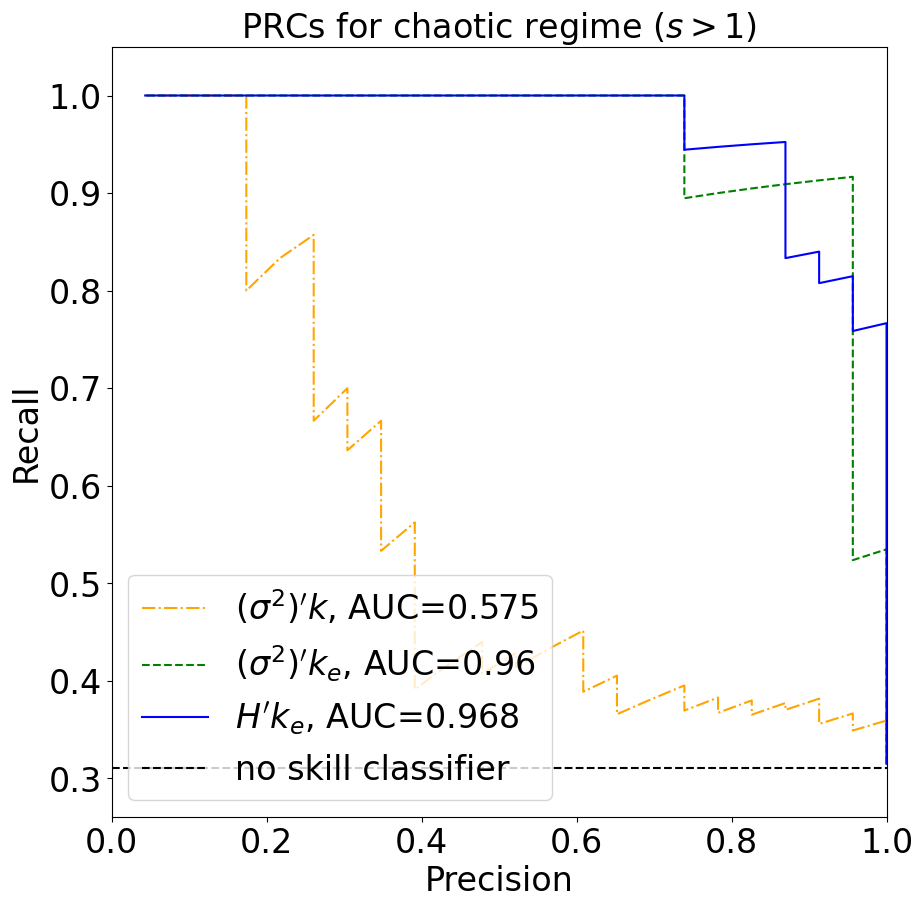 PRCs for chaotic regime (s > 1)
1.0
0.9
0.8
0.7
0.6
0.5
0.4
0.3
Recall
(σ²)′k, AUC=0.575
(σ²)′kₑ, AUC=0.96
H′kₑ, AUC=0.968
no skill classifier
0.0 0.2 0.4 0.6 0.8 1.0
Precision